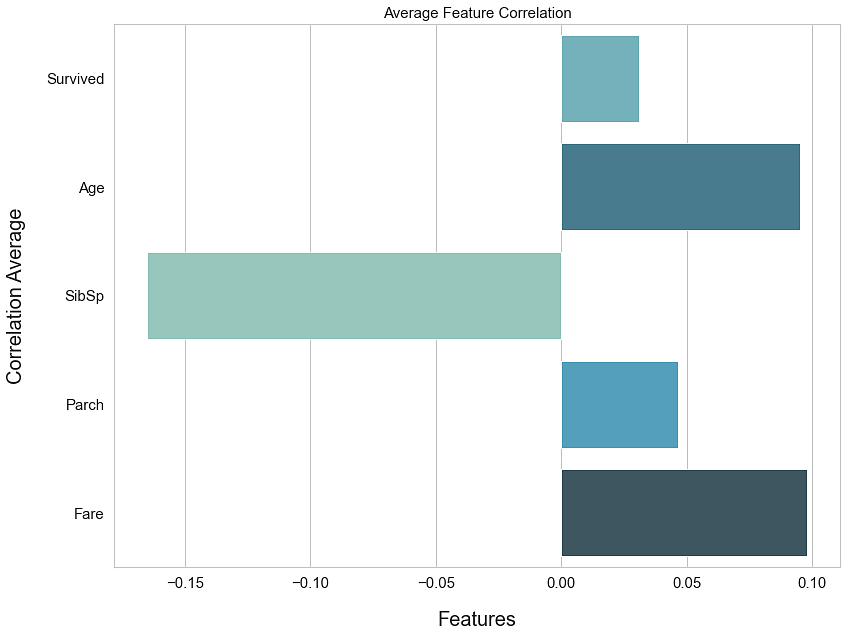 Average Feature Correlation
Survived
Age
SibSp
Parch
Fare
Correlation Average
−0.15 −0.10 −0.05 0.00 0.05 0.10
Features